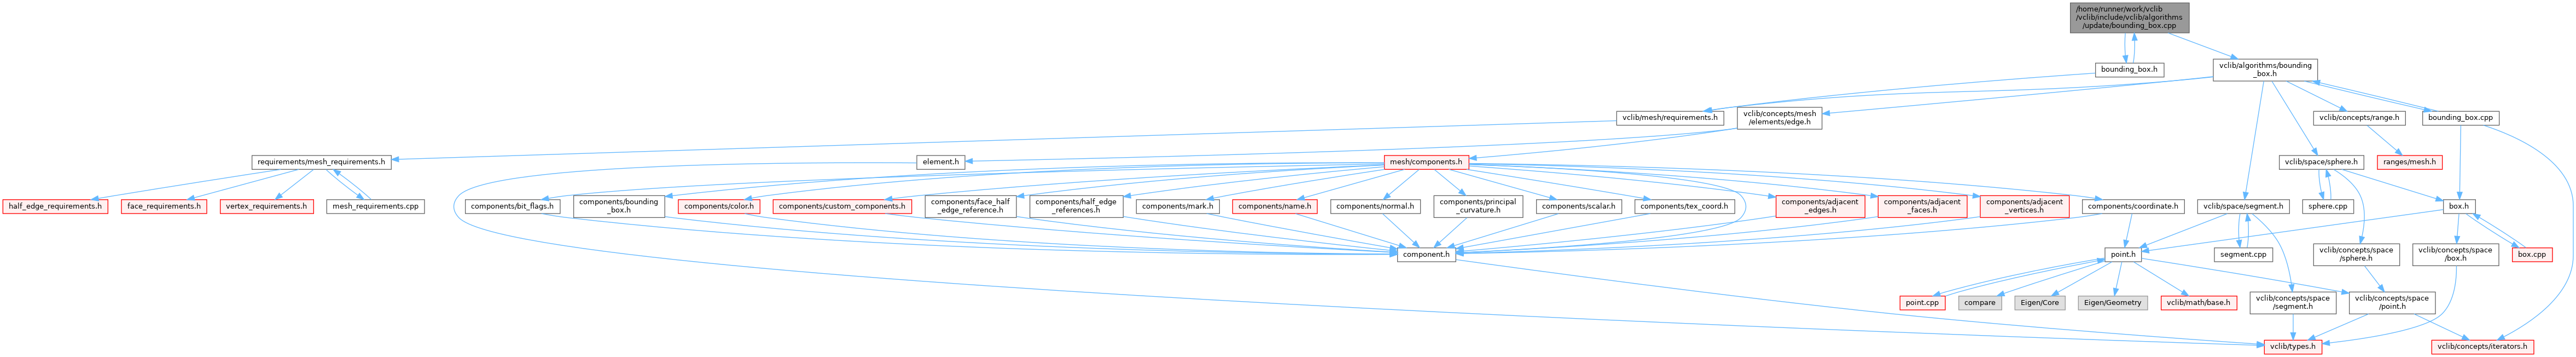 /home/runner/work/vclib
/vclib/include/vclib/algorithms
/update/bounding_box.cpp
bounding_box.h
vclib/algorithms/bounding
_box.h
vclib/mesh/requirements.h
vclib/concepts/mesh
/elements/edge.h
vclib/concepts/range.h
bounding_box.cpp
requirements/mesh_requirements.h
element.h
mesh/components.h
vclib/space/sphere.h
ranges/mesh.h
half_edge_requirements.h
face_requirements.h
vertex_requirements.h
mesh_requirements.cpp
components/bit_flags.h
components/bounding
_box.h
components/color.h
components/custom_components.h
components/face_half
_edge_reference.h
components/half_edge
_references.h
components/mark.h
components/name.h
components/normal.h
components/principal
_curvature.h
components/scalar.h
components/tex_coord.h
components/adjacent
_edges.h
components/adjacent
_faces.h
components/adjacent
_vertices.h
components/coordinate.h
vclib/space/segment.h
sphere.cpp
box.h
component.h
point.h
segment.cpp
vclib/concepts/space
/sphere.h
vclib/concepts/space
/box.h
box.cpp
point.cpp
compare
Eigen/Core
Eigen/Geometry
vclib/math/base.h
vclib/concepts/space
/segment.h
vclib/concepts/space
/point.h
vclib/types.h
vclib/concepts/iterators.h